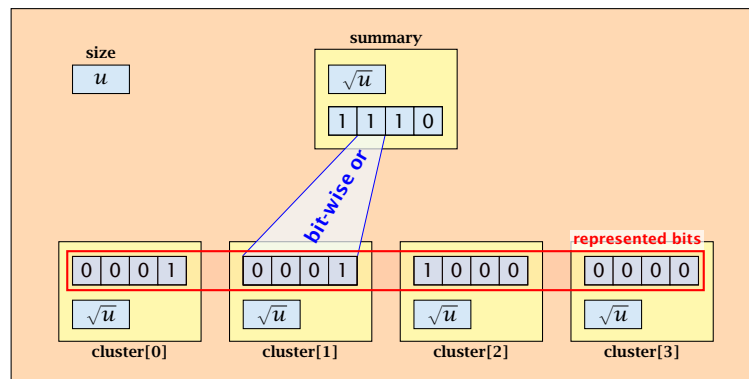 summary
size
u
√u
1 1 1 0
bit-wise or
represented bits
0 0 0 1
0 0 0 1
1 0 0 0
0 0 0 0
√u
√u
√u
√u
cluster[0]
cluster[1]
cluster[2]
cluster[3]